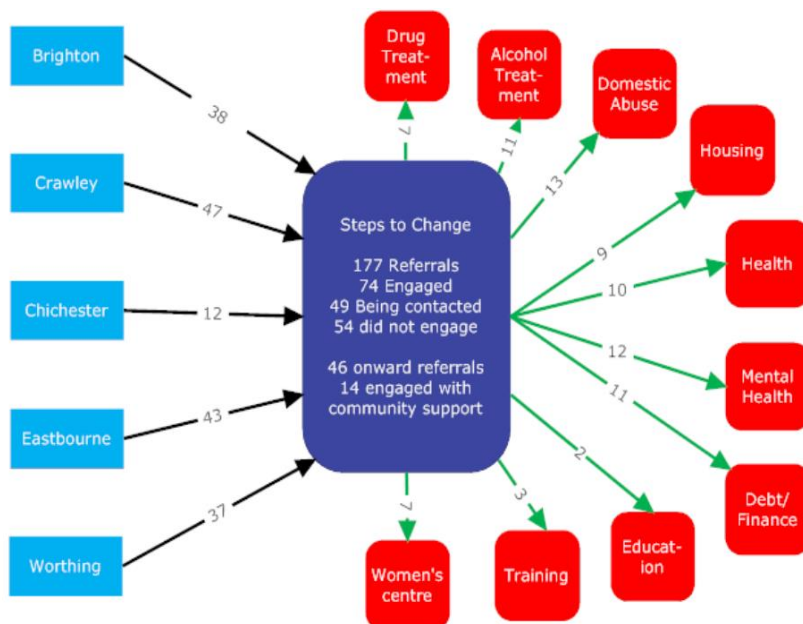 Brighton
38
Crawley
47
Chichester
12
Eastbourne
43
Worthing
37
Steps to Change
177 Referrals
74 Engaged
49 Being contacted
54 did not engage
46 onward referrals
14 engaged with
community support
7
Drug
Treat-
ment
11
Alcohol
Treat-
ment
13
Domestic
Abuse
9
Housing
10
Health
12
Mental
Health
11
Debt/
Finance
2
Educat-
ion
3
Training
7
Women's
centre